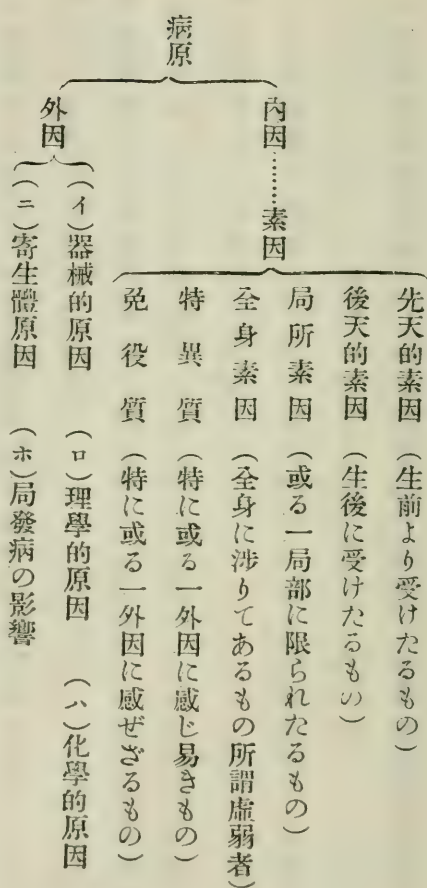 病原
內因………素因
先天的素因（生前より受けたるもの）
後天的素因（生後に受けたるもの）
局所素因（或る一局部に限られたるもの）
全身素因（全身に涉りてあるもの所謂虛弱者）
特異質（特に或る一外因に感じ易きもの）
免役質（特に或る一外因に感ぜざるもの）
外因
（イ）器械的原因　（ロ）理學的原因　（ハ）化學的原因
（ニ）寄生體原因　（ホ）局發病の影響